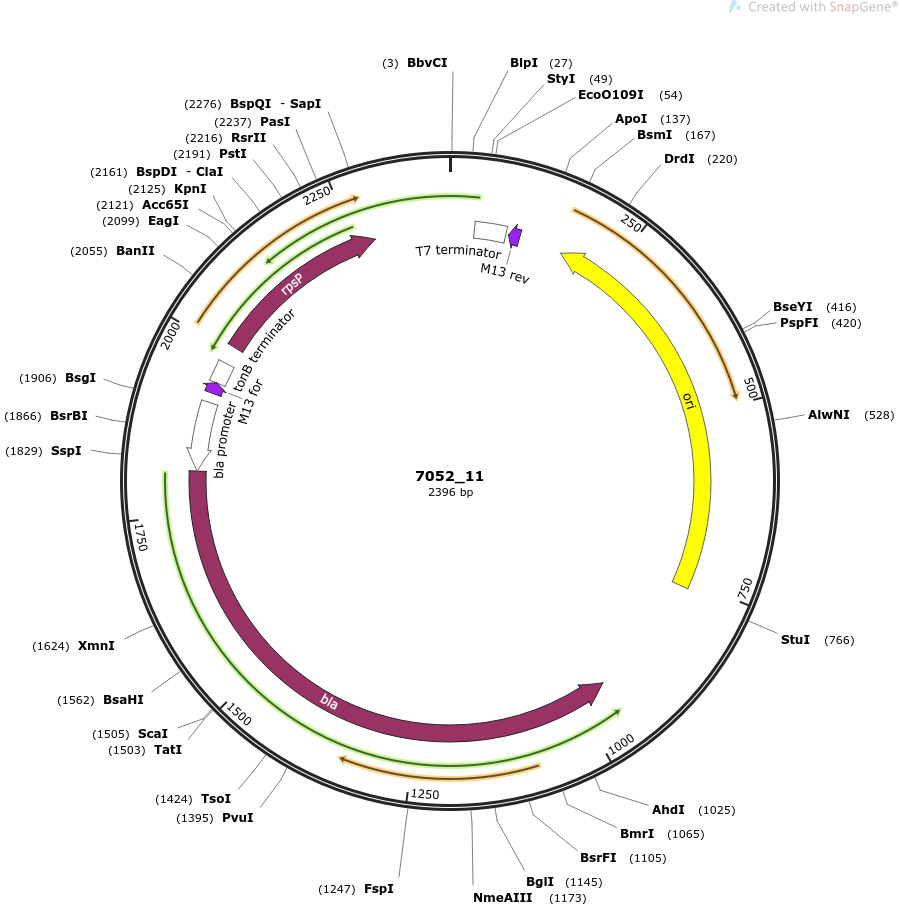 Created with SnapGene®
(3) BbvCI
BlpI (27)
StyI (49)
EcoO109I (54)
ApoI (137)
BsmI (167)
DrdI (220)
(2276) BspQI - SapI
(2237) PasI
(2216) RsrII
(2191) PstI
(2161) BspDI - ClaI
(2125) KpnI
(2121) Acc65I
(2099) EagI
(2055) BanII
2250
250
T7 terminator
M13 rev
rpsP
2000
tonB terminator
M13 for
bla promoter
BseYI (416)
PspFI (420)
500
ori
AlwNI (528)
(1906) BsgI
(1866) BsrBI
(1829) SspI
7052_11
2396 bp
1750
750
StuI (766)
(1624) XmnI
(1562) BsaHI
bla
1500
(1505) ScaI
(1503) TatI
1000
(1424) TsoI
(1395) PvuI
1250
AhdI (1025)
BmrI (1065)
BsrFI (1105)
BglI (1145)
NmeAIII (1173)
(1247) FspI